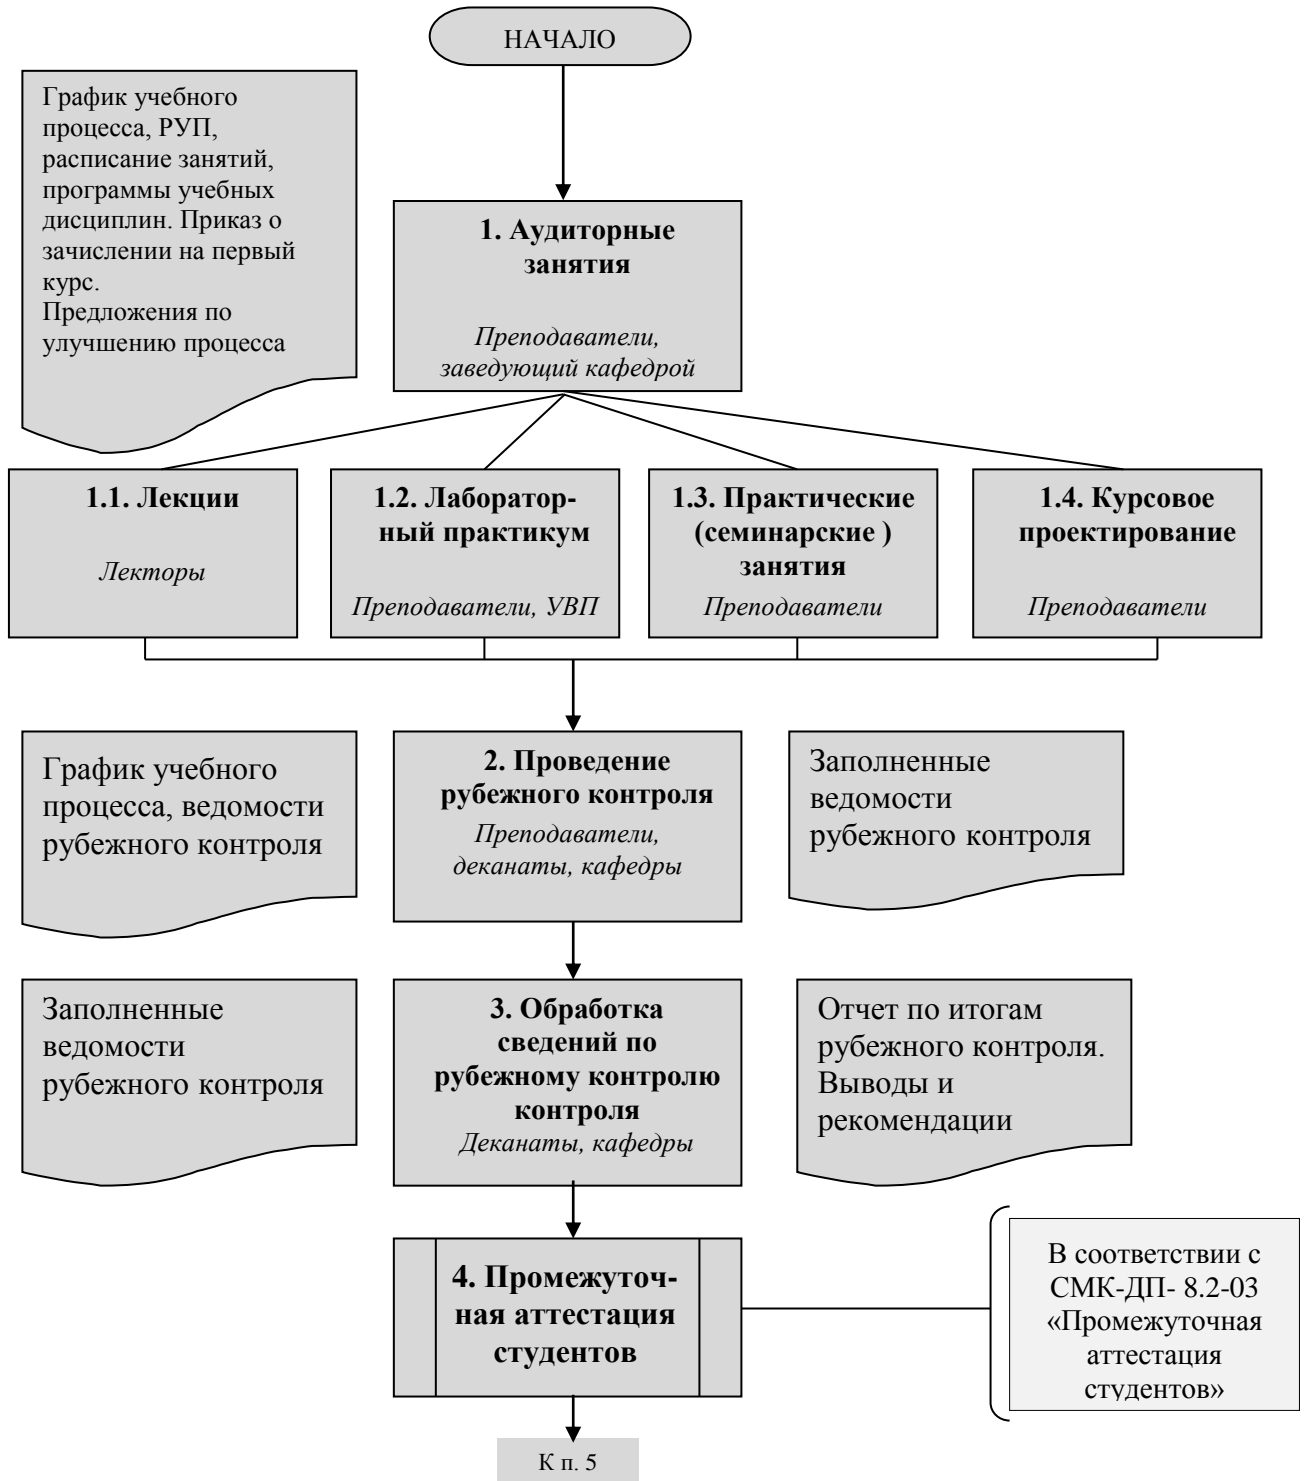 НАЧАЛО
График учебного
процесса, РУП,
расписание занятий,
программы учебных
дисциплин. Приказ о
зачислении на первый
курс.
Предложения по
улучшению процесса
1. Аудиторные
занятия
Преподаватели,
заведующий кафедрой
1.1. Лекции
Лекторы
1.2. Лаборатор-
ный практикум
Преподаватели, УВП
1.3. Практические
(семинарские )
занятия
Преподаватели
1.4. Курсовое
проектирование
Преподаватели
График учебного
процесса, ведомости
рубежного контроля
2. Проведение
рубежного контроля
Преподаватели,
деканаты, кафедры
Заполненные
ведомости
рубежного контроля
Заполненные
ведомости
рубежного контроля
3. Обработка
сведений по
рубежному контролю
контроля
Деканаты, кафедры
Отчет по итогам
рубежного контроля.
Выводы и
рекомендации
4. Промежуточ-
ная аттестация
студентов
В соответствии с
СМК-ДП- 8.2-03
«Промежуточная
аттестация
студентов»
К п. 5